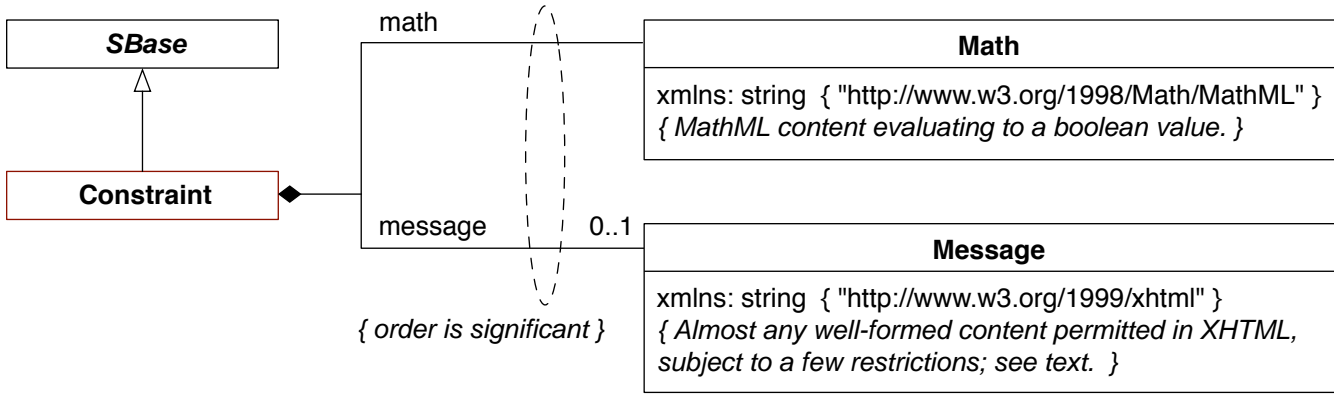 SBase
Constraint
math
message
0..1
{ order is significant }
Math
xmlns: string { "http://www.w3.org/1998/Math/MathML" }
{ MathML content evaluating to a boolean value. }
Message
xmlns: string { "http://www.w3.org/1999/xhtml" }
{ Almost any well-formed content permitted in XHTML,
subject to a few restrictions; see text. }